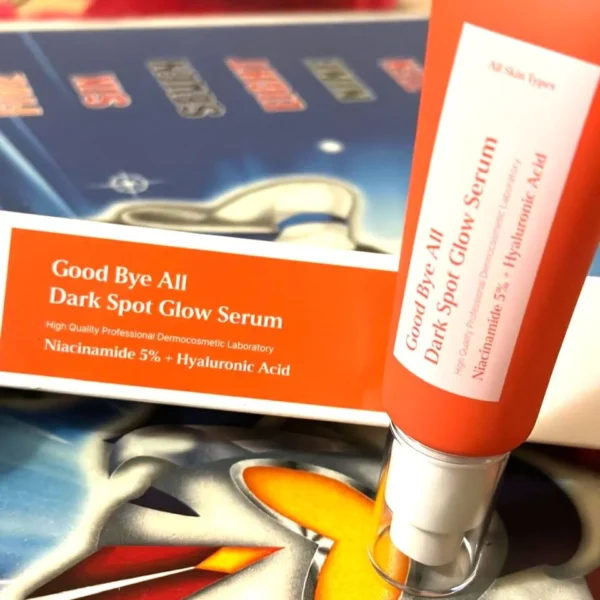 Good Bye All
Dark Spot Glow Serum
High Quality Professional Dermocosmetic Laboratory
Niacinamide 5% + Hyaluronic Acid
All Skin Types
Good Bye All
Dark Spot Glow Serum
High Quality Professional Dermocosmetic Laboratory
Niacinamide 5% + Hyaluronic Acid